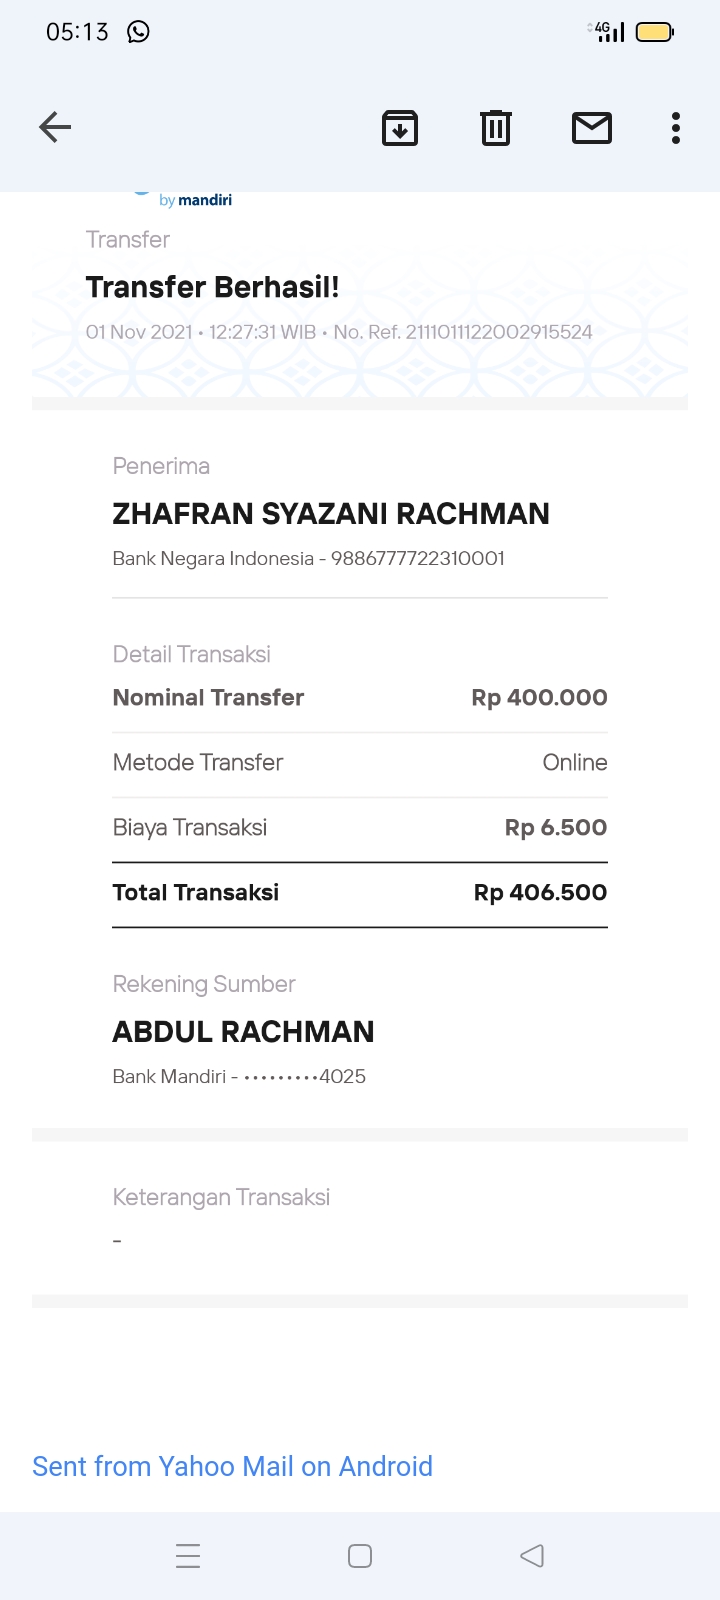 05:13
4G
by mandiri
Transfer
Transfer Berhasil!
01 Nov 2021 • 12:27:31 WIB • No. Ref. 2111011122002915524
Penerima
ZHAFRAN SYAZANI RACHMAN
Bank Negara Indonesia - 9886777722310001
Detail Transaksi
Nominal Transfer Rp 400.000
Metode Transfer Online
Biaya Transaksi Rp 6.500
Total Transaksi Rp 406.500
Rekening Sumber
ABDUL RACHMAN
Bank Mandiri - •••••••••4025
Keterangan Transaksi
-
Sent from Yahoo Mail on Android